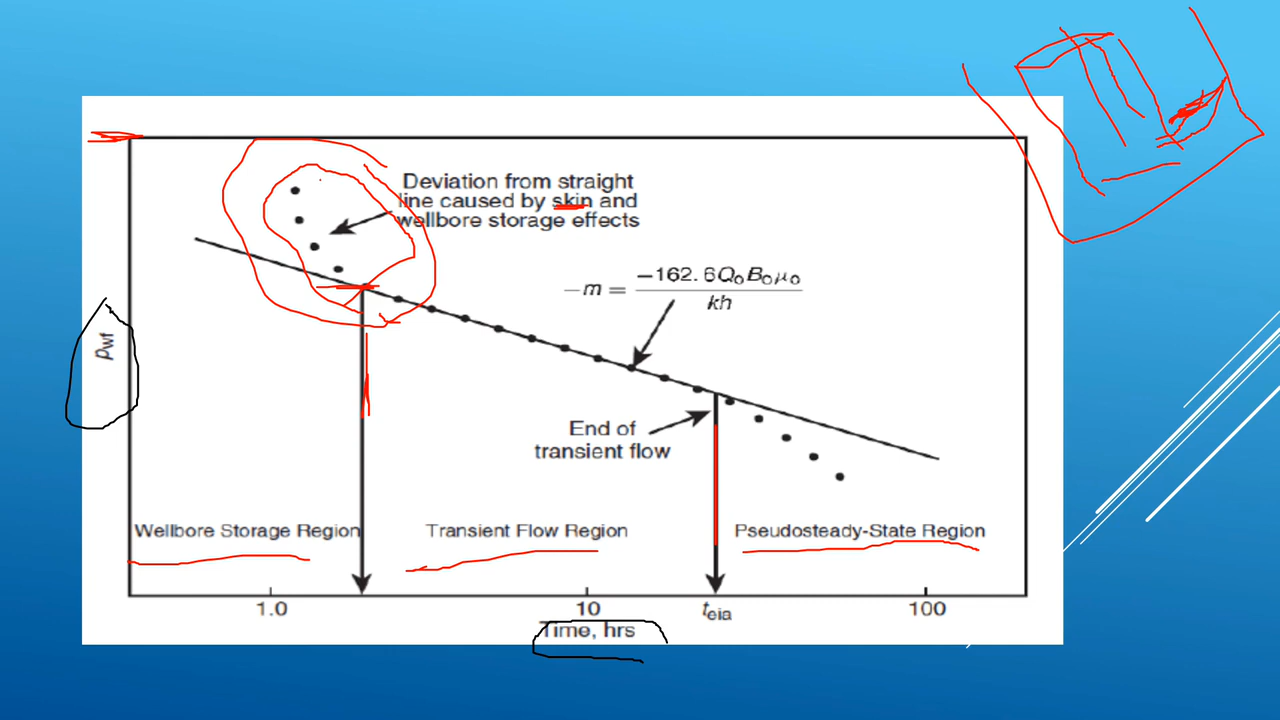 Deviation from straight
line caused by skin and
wellbore storage effects
-m = -162.6QoBoμo
kh
pwf
End of
transient flow
Wellbore Storage Region
Transient Flow Region
Pseudosteady-State Region
1.0
10
teia
100
Time, hrs